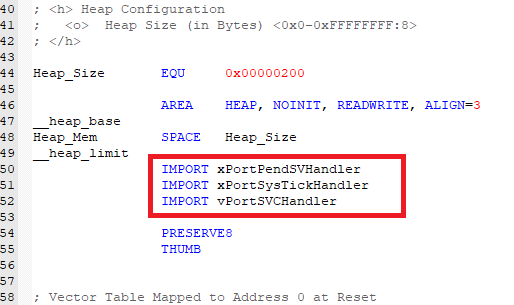 40 ; <h> Heap Configuration
41 ;   <o>  Heap Size (in Bytes) <0x0-0xFFFFFFFF:8>
42 ; </h>
43
44 Heap_Size       EQU     0x00000200
45
46                 AREA    HEAP, NOINIT, READWRITE, ALIGN=3
47 __heap_base
48 Heap_Mem        SPACE   Heap_Size
49 __heap_limit
50                 IMPORT xPortPendSVHandler
51                 IMPORT xPortSysTickHandler
52                 IMPORT vPortSVCHandler
53
54                 PRESERVE8
55                 THUMB
56
57
58 ; Vector Table Mapped to Address 0 at Reset